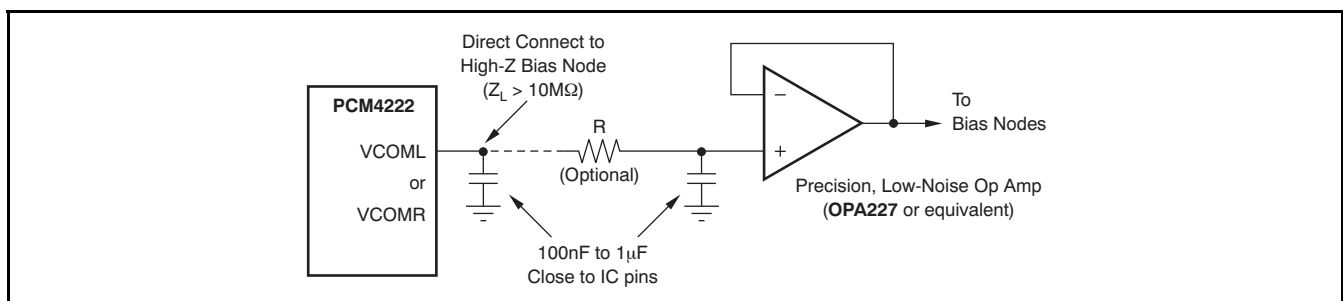 Direct Connect to
High-Z Bias Node
(ZL > 10MΩ)
PCM4222
VCOML
or
VCOMR
R
(Optional)
100nF to 1μF
Close to IC pins
−
+
To
Bias Nodes
Precision, Low-Noise Op Amp
(OPA227 or equivalent)